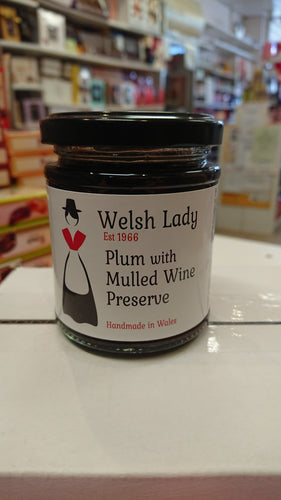 Welsh Lady
Est 1966
Plum with
Mulled Wine
Preserve
Handmade in Wales